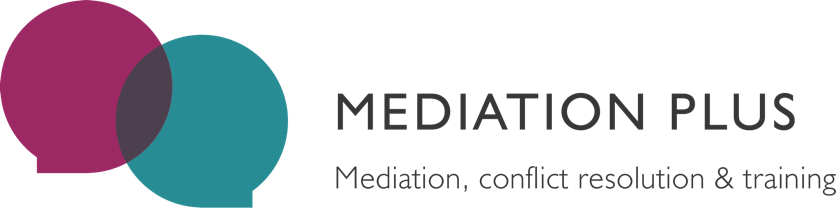 MEDIATION PLUS
Mediation, conflict resolution & training